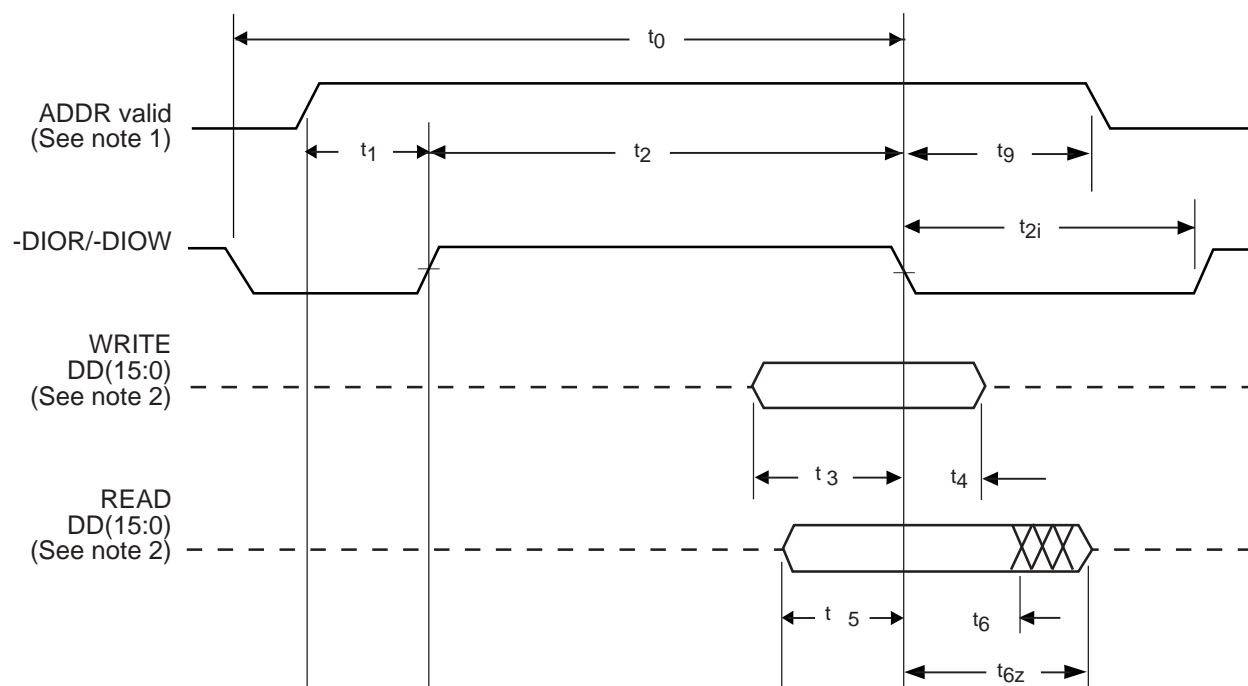 t0
ADDR valid
(See note 1)
t1
t2
t9
-DIOR/-DIOW
t2i
WRITE
DD(15:0)
(See note 2)
t 3
t4
READ
DD(15:0)
(See note 2)
t 5
t6
t6z